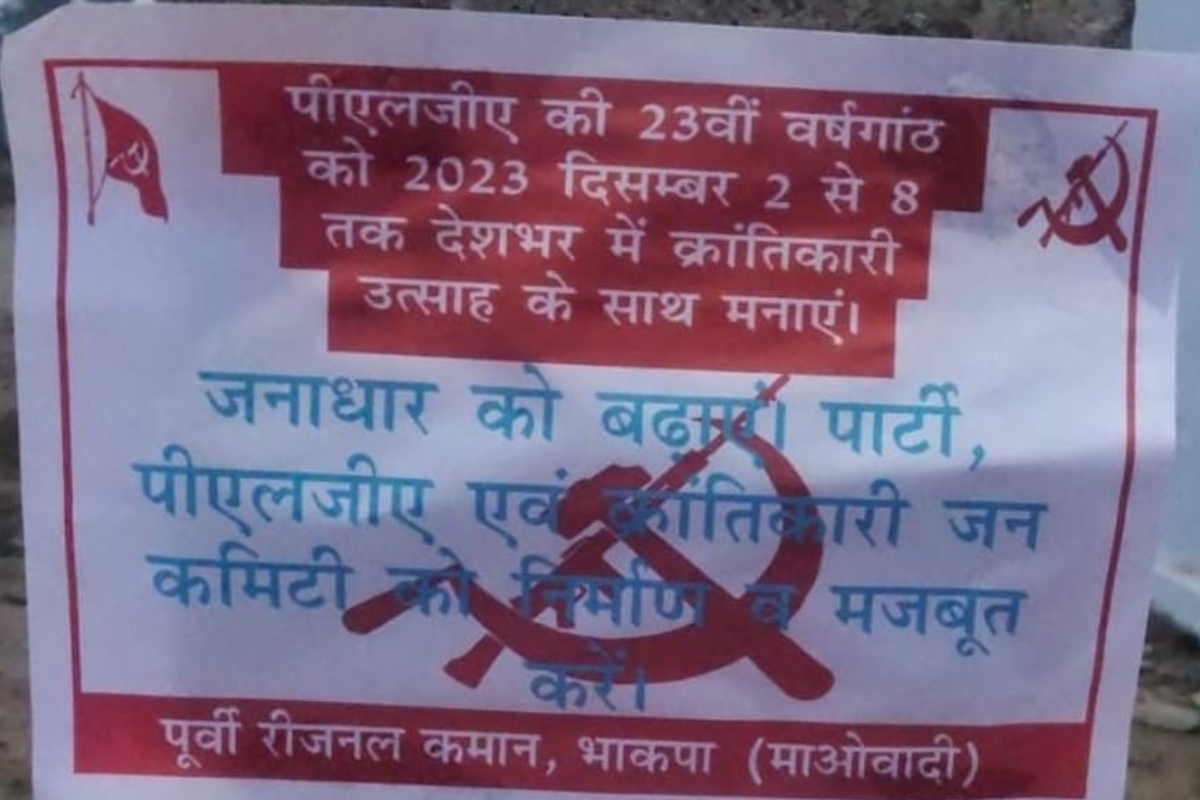 पीएलजीए की 23वीं वर्षगांठ
को 2023 दिसम्बर 2 से 8
तक देशभर में क्रांतिकारी
उत्साह के साथ मनाएं।
जनाधार को बढ़ाएं। पार्टी,
पीएलजीए एवं क्रांतिकारी जन
कमिटी को निर्माण व मजबूत
करें।
पूर्वी रीजनल कमान, भाकपा (माओवादी)